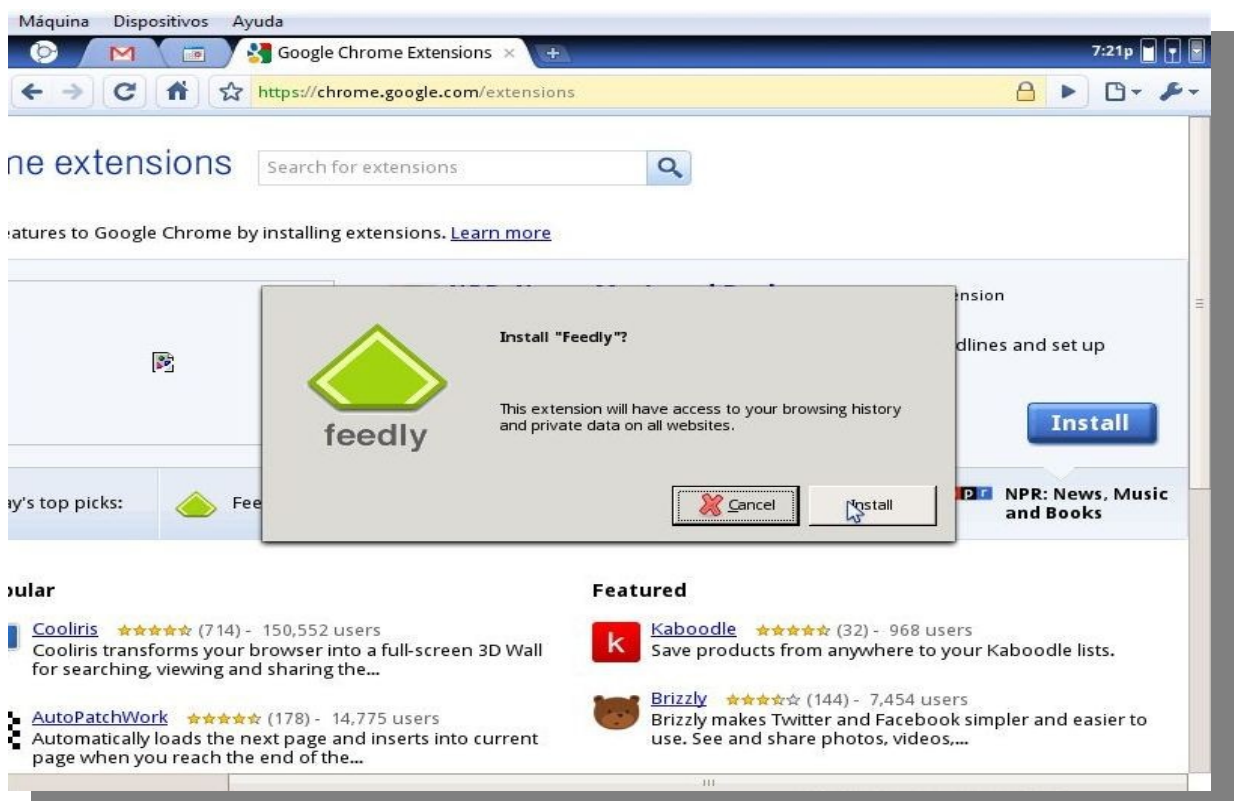 Máquina Dispositivos Ayuda
Google Chrome Extensions
7:21p
https://chrome.google.com/extensions
extensions
Search for extensions
to Google Chrome by installing extensions. Learn more
Install "Feedly"?
dlines and set up
This extension will have access to your browsing history
and private data on all websites.
feedly
Install
Cancel
Install
top picks:
NPR: News, Music
and Books
Featured
Cooliris (714) - 150,552 users
Cooliris transforms your browser into a full-screen 3D Wall
for searching, viewing and sharing the...
Kaboodle (32) - 968 users
k
Save products from anywhere to your Kaboodle lists.
AutoPatchWork (178) - 14,775 users
Automatically loads the next page and inserts into current
page when you reach the end of the...
Brizzly (144) - 7,454 users
Brizzly makes Twitter and Facebook simpler and easier to
use. See and share photos, videos,...